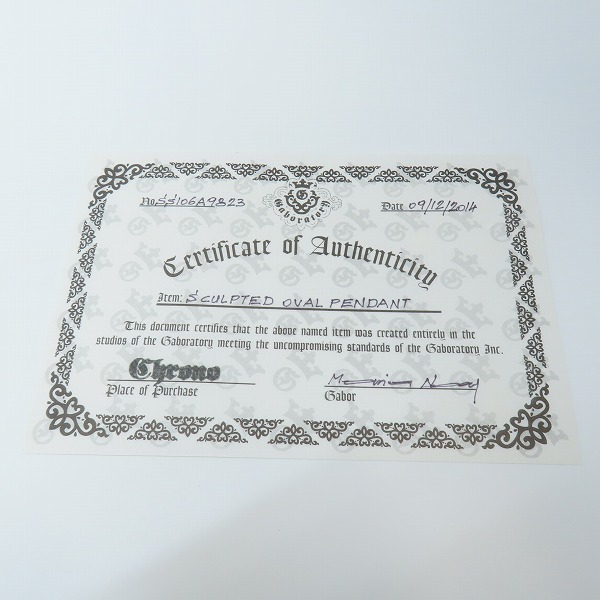 Gaboratory
No. SS106A9823 Date 09/12/2014
Certificate of Authenticity
Item: SCULPTED OVAL PENDANT
This document certifies that the above named item was created entirely in the
studios of the Gaboratory meeting the uncompromising standards of the Gaboratory Inc.
Chrono
Place of Purchase Gabor